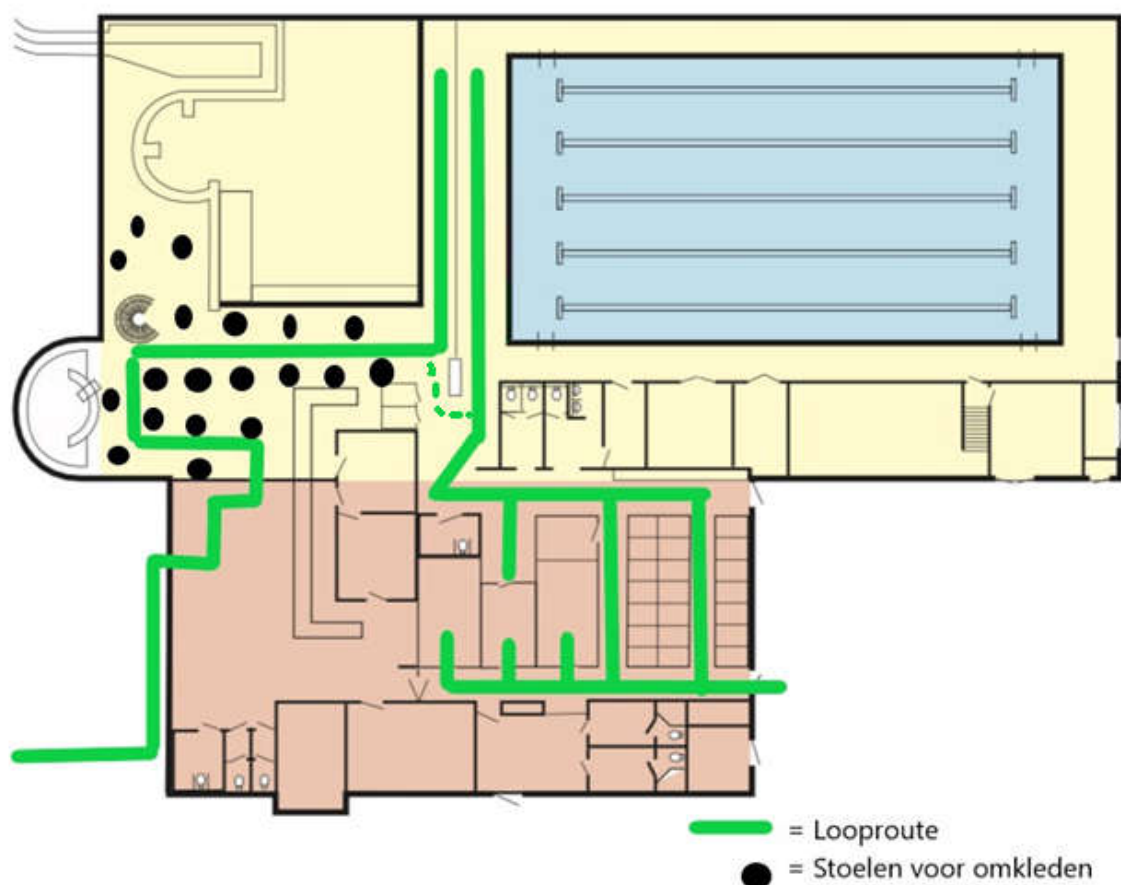 = Looproute
= Stoelen voor omkleden